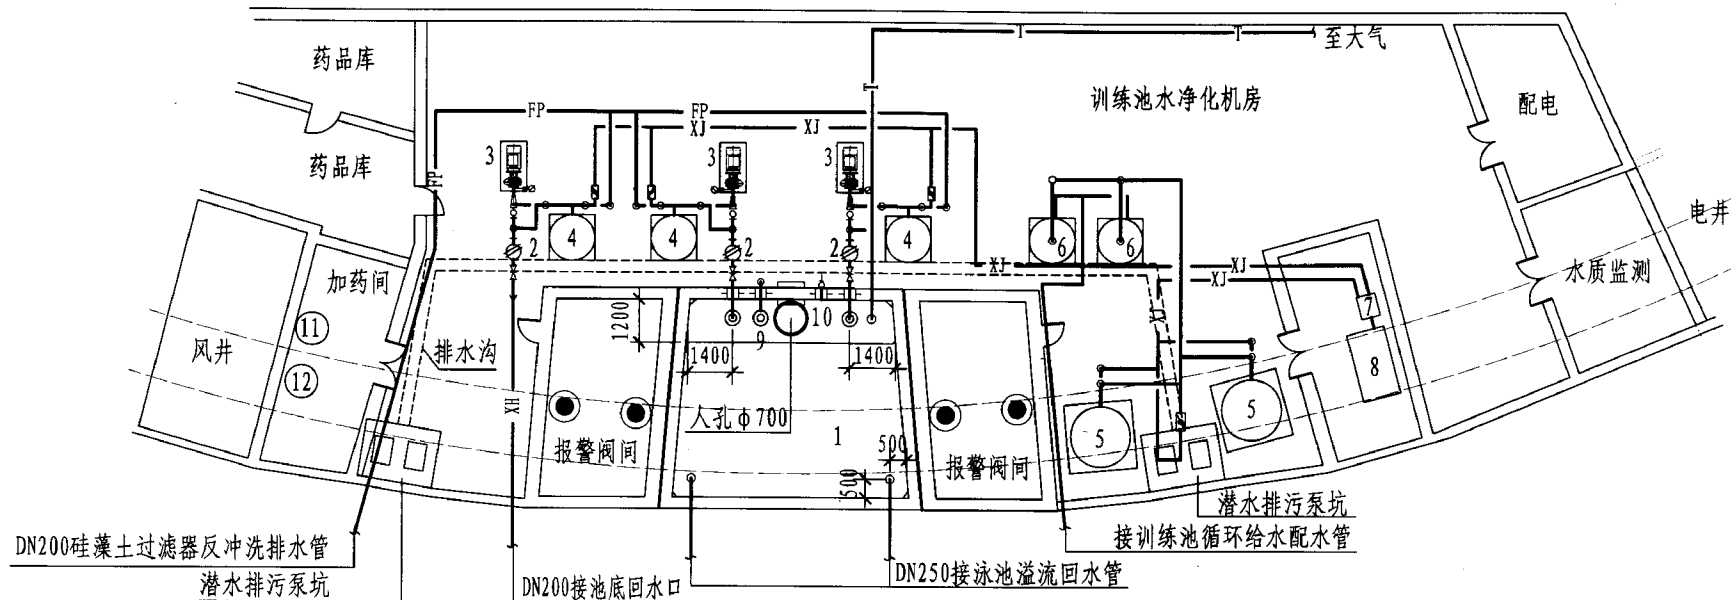 药品库
T
T
至大气
训练池水净化机房
配电
FP
FP
T
XJ
XJ
3
3
3
药品库
FP
电井
4
4
4
6
6
2
2
2
水质监测
XJ
XJ
XJ
加药间
7
11
风井
排水沟
1200
10
9
XJ
8
12
1400
1400
XH
人孔φ700
1
5
5
报警阀间
500
500
报警阀间
潜水排污泵坑
接训练池循环给水配水管
DN200硅藻土过滤器反冲洗排水管
潜水排污泵坑
DN200接池底回水口
DN250接泳池溢流回水管